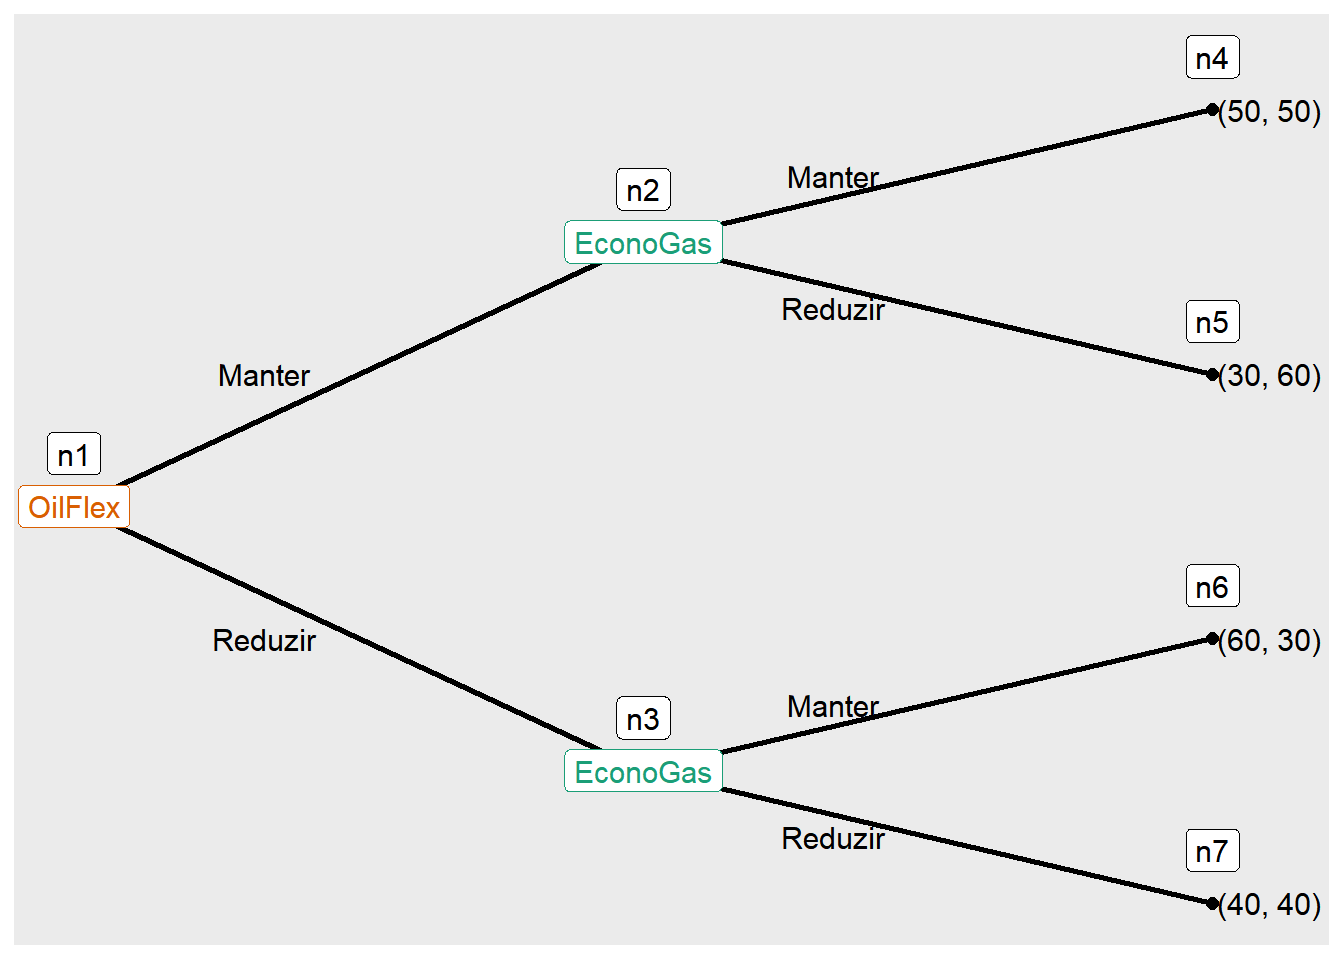 n4
(50, 50)
Manter
n2
EconoGas
Reduzir
n5
(30, 60)
Manter
n1
OilFlex
n6
(60, 30)
Reduzir
Manter
n3
EconoGas
Reduzir
n7
(40, 40)